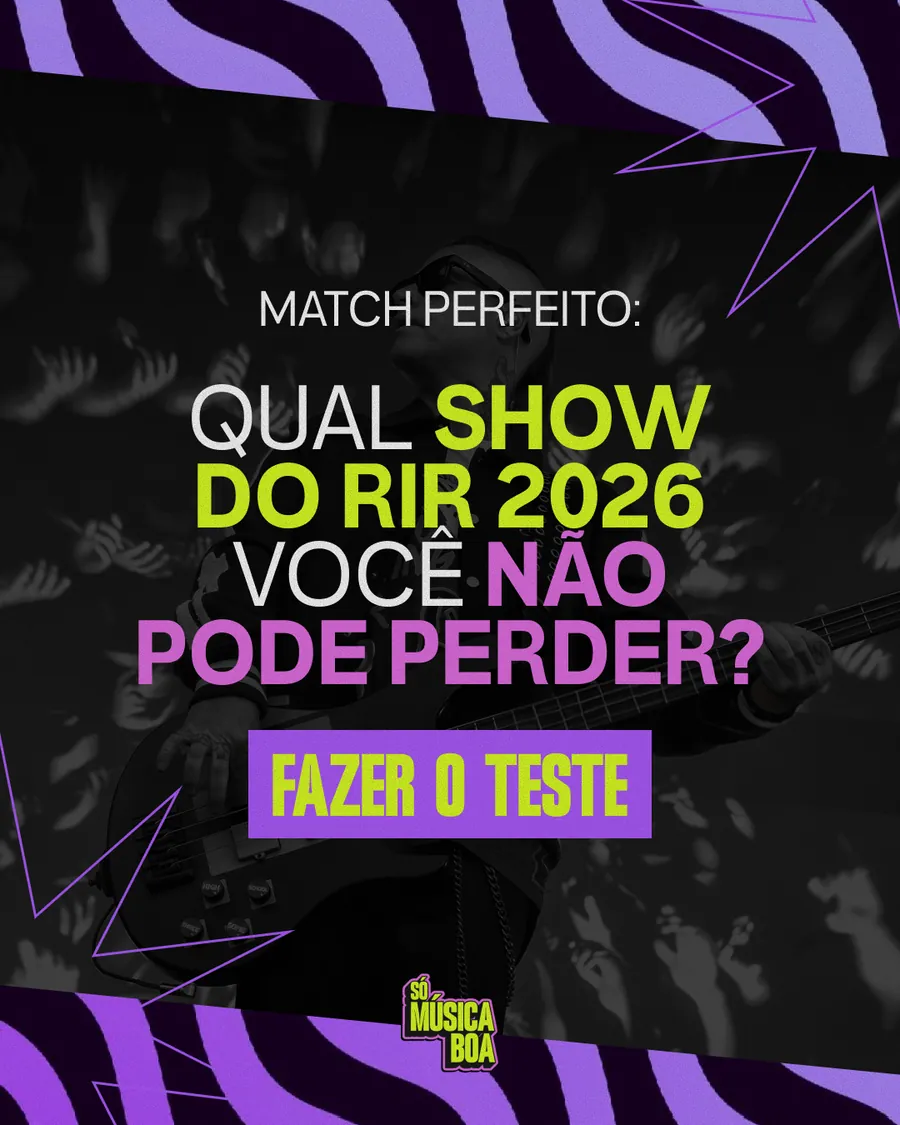 MATCH PERFEITO:
QUAL SHOW
DO RIR 2026
VOCÊ NÃO
PODE PERDER?
FAZER O TESTE
SÓ
MÚSICA
BOA